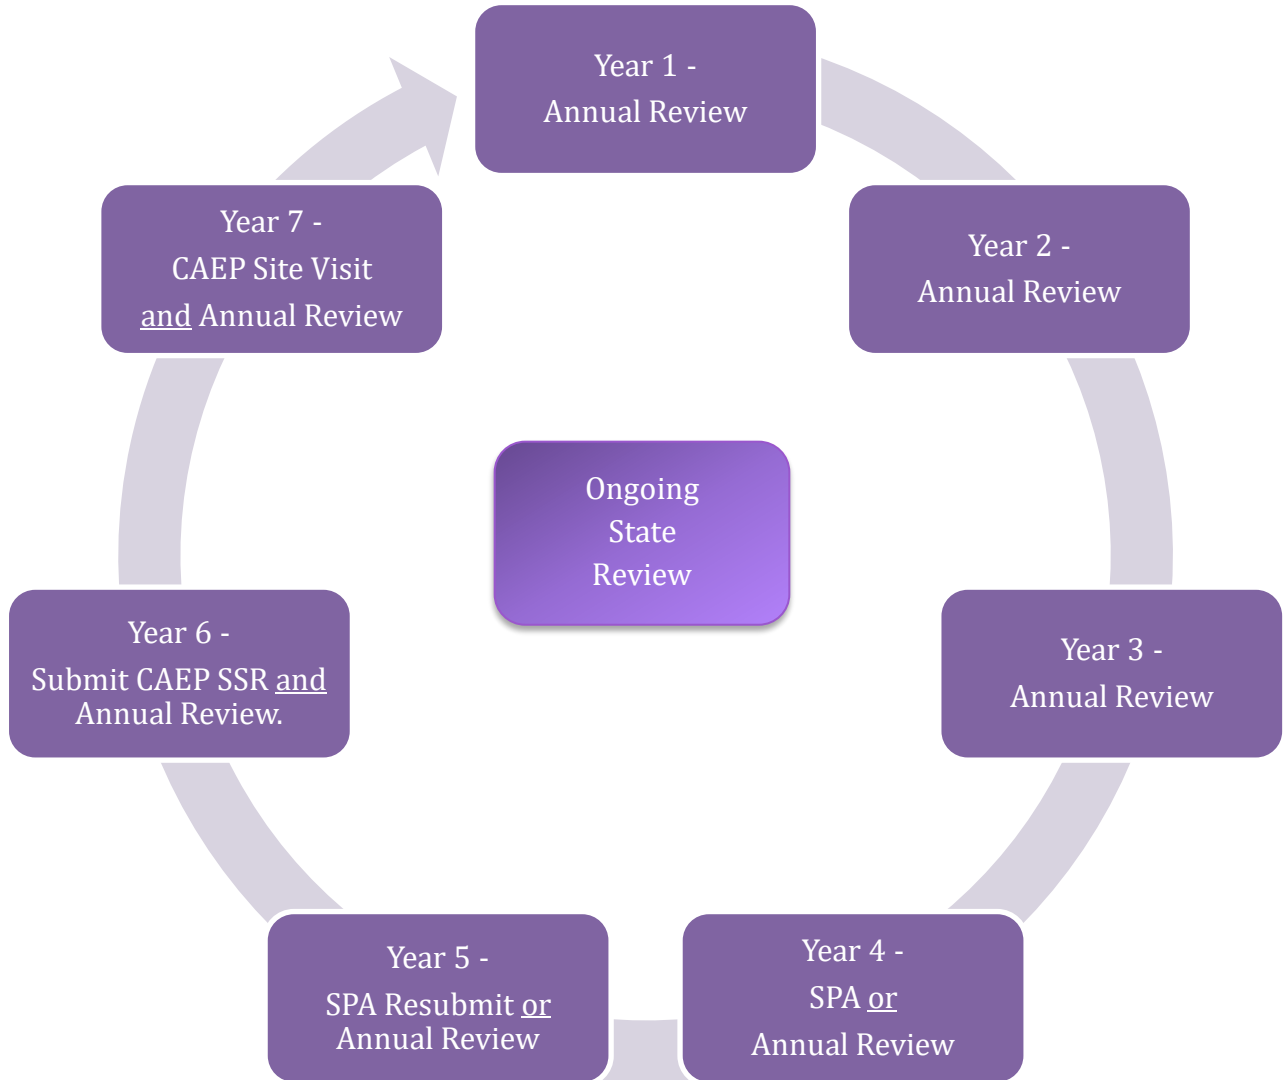 Year 1 -
Annual Review
Year 2 -
Annual Review
Year 3 -
Annual Review
Year 4 -
SPA or
Annual Review
Year 5 -
SPA Resubmit or
Annual Review
Year 6 -
Submit CAEP SSR and
Annual Review.
Year 7 -
CAEP Site Visit
and Annual Review
Ongoing
State
Review